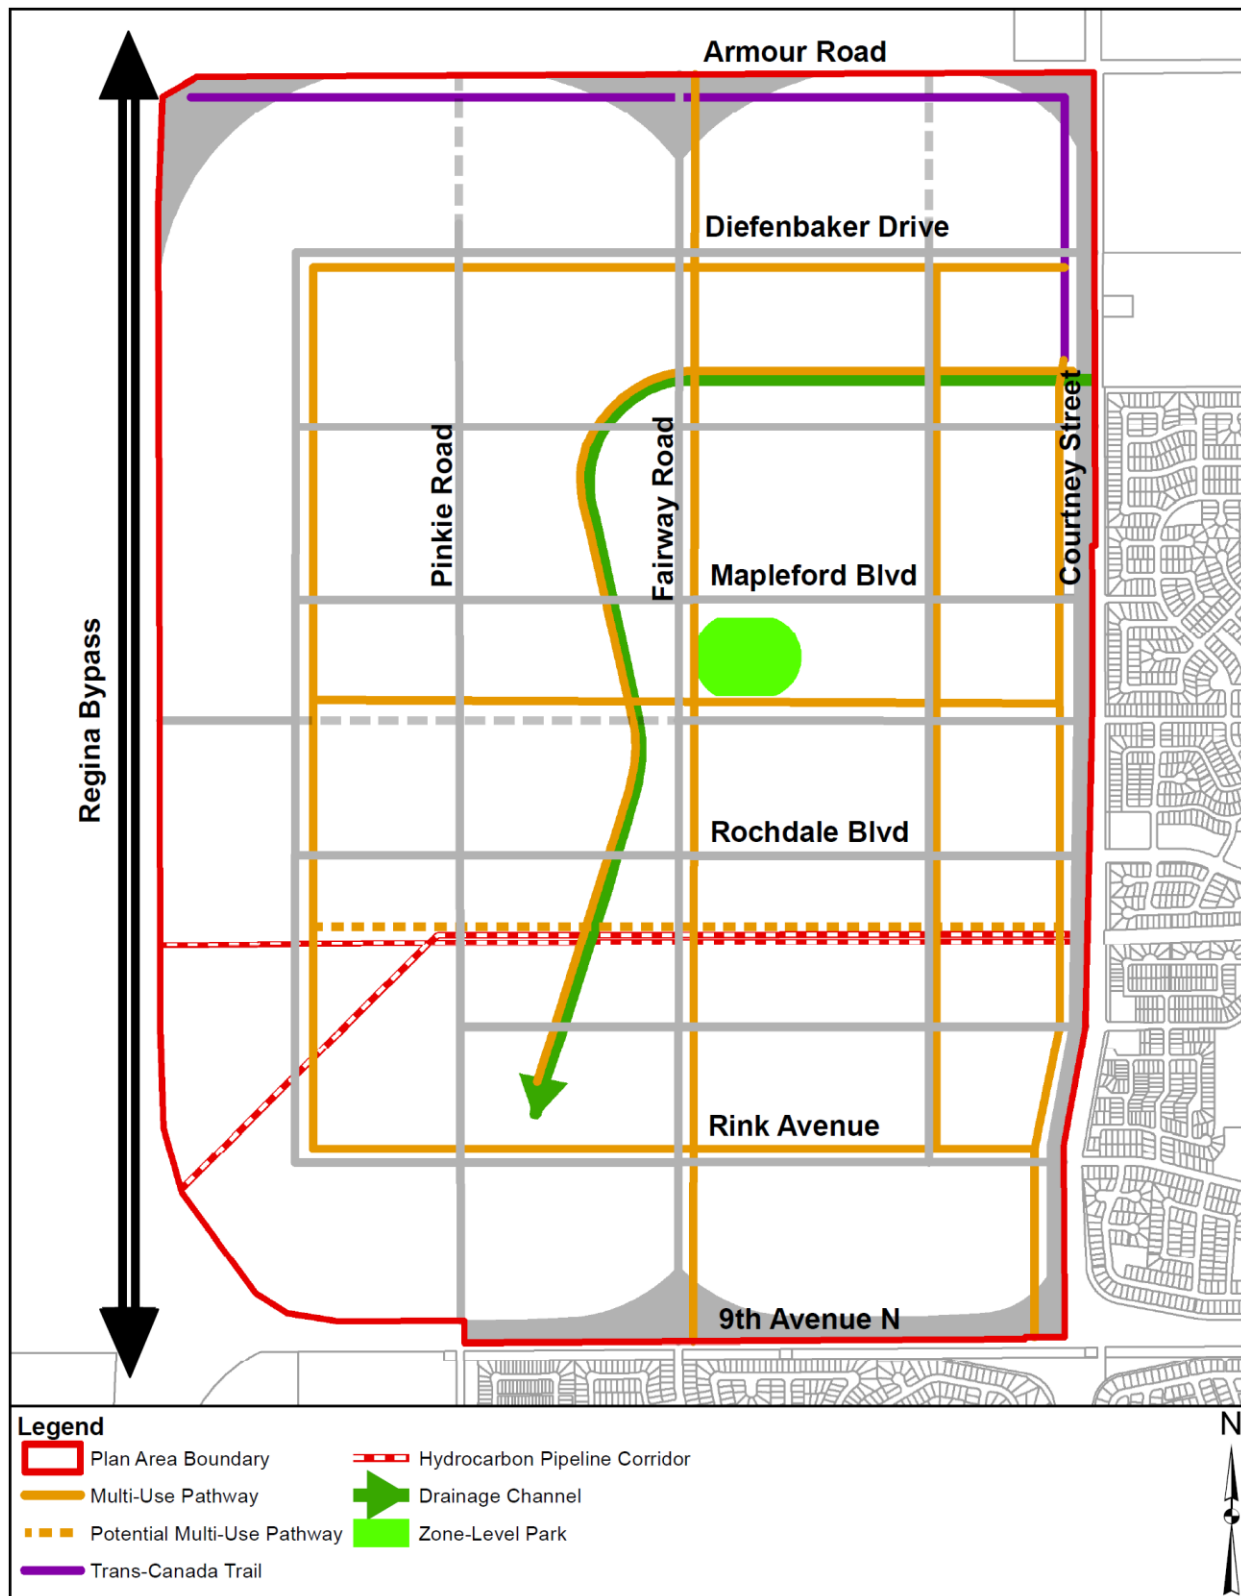 Armour Road
Diefenbaker Drive
Pinkie Road
Fairway Road
Courtney Street
Mapleford Blvd
Regina Bypass
Rochdale Blvd
Rink Avenue
9th Avenue N
Legend
Plan Area Boundary
Multi-Use Pathway
Potential Multi-Use Pathway
Trans-Canada Trail
Hydrocarbon Pipeline Corridor
Drainage Channel
Zone-Level Park
N